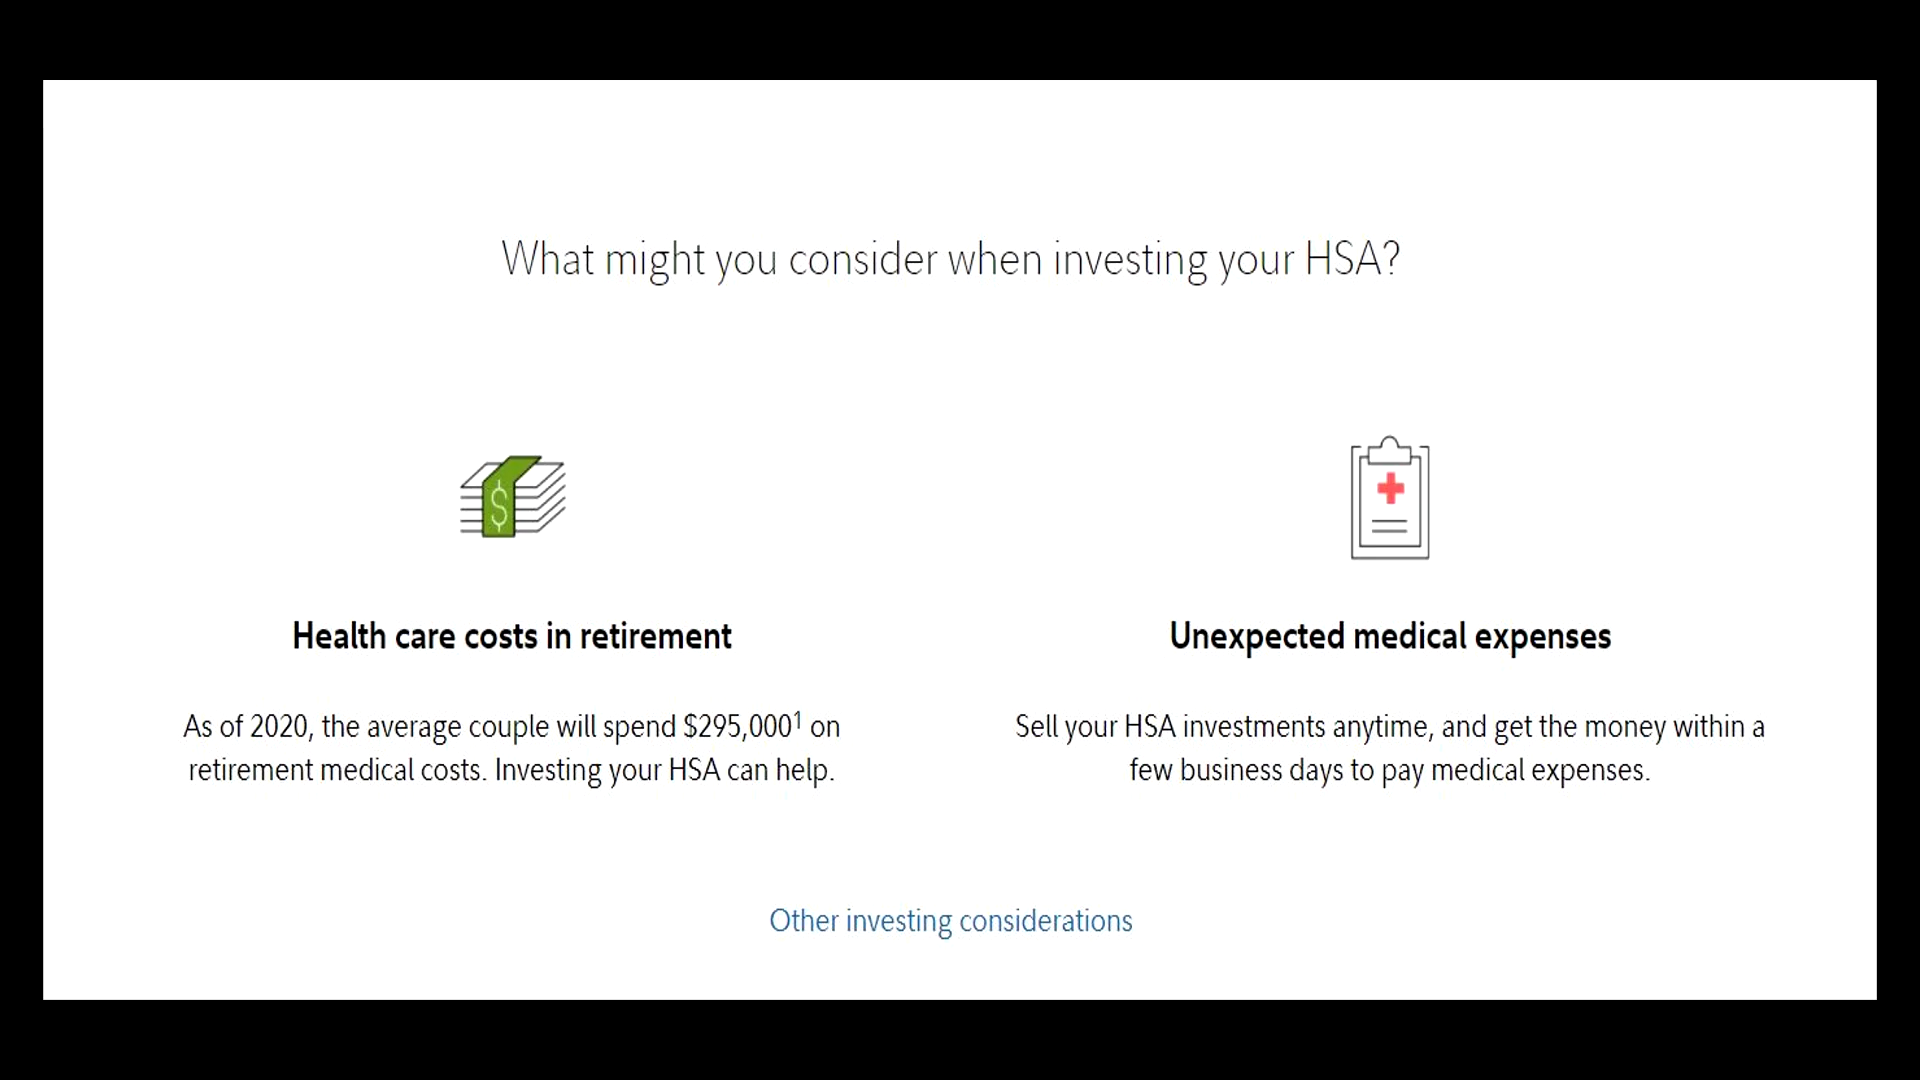 What might you consider when investing your HSA?
$
Health care costs in retirement
As of 2020, the average couple will spend $295,000¹ on
retirement medical costs. Investing your HSA can help.
Unexpected medical expenses
Sell your HSA investments anytime, and get the money within a
few business days to pay medical expenses.
Other investing considerations